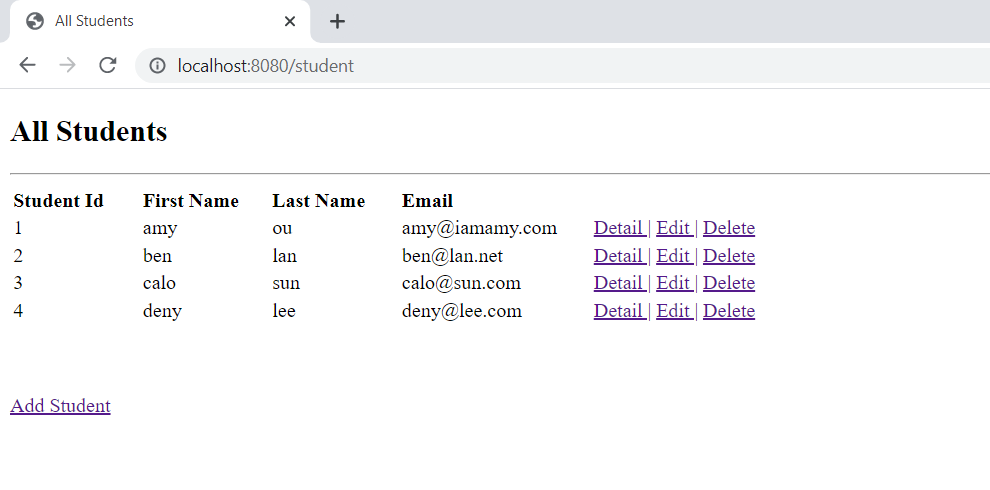 All Students
localhost:8080/student
All Students
Student Id First Name Last Name Email
1 amy ou amy@iamamy.com Detail | Edit | Delete
2 ben lan ben@lan.net Detail | Edit | Delete
3 calo sun calo@sun.com Detail | Edit | Delete
4 deny lee deny@lee.com Detail | Edit | Delete
Add Student